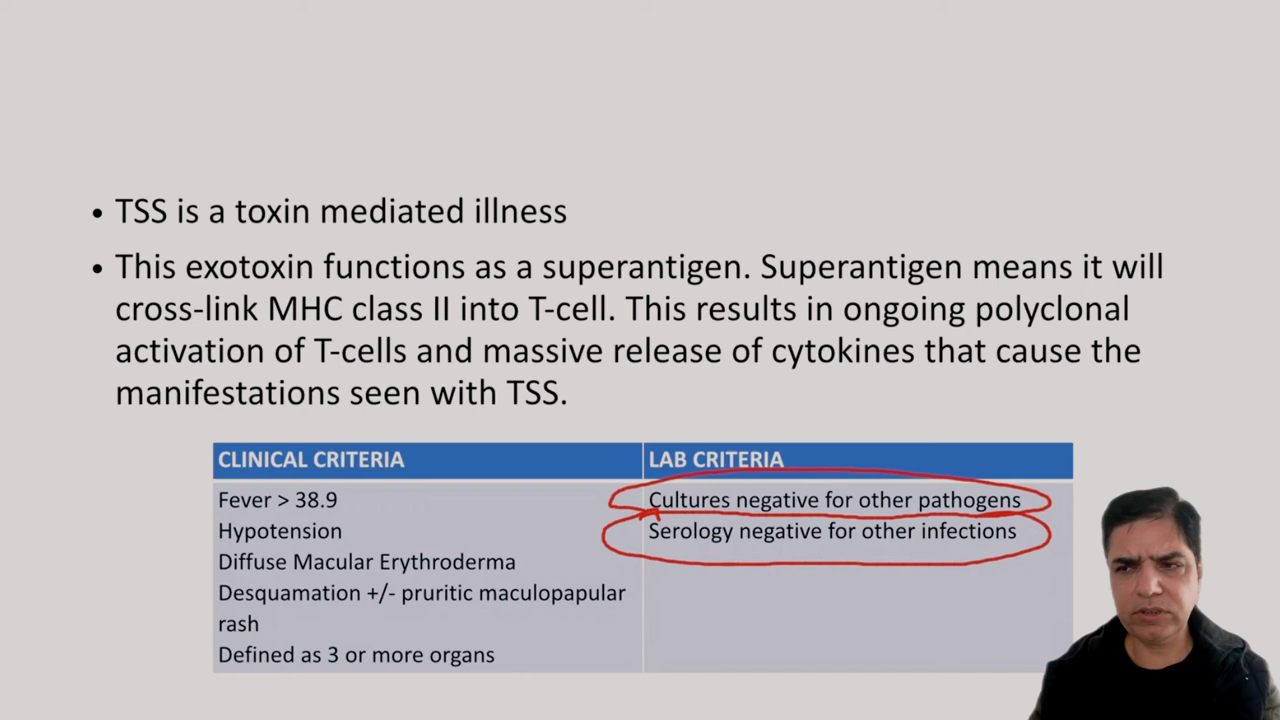 • TSS is a toxin mediated illness
• This exotoxin functions as a superantigen. Superantigen means it will
cross-link MHC class II into T-cell. This results in ongoing polyclonal
activation of T-cells and massive release of cytokines that cause the
manifestations seen with TSS.
CLINICAL CRITERIA
LAB CRITERIA
Fever > 38.9
Hypotension
Diffuse Macular Erythroderma
Desquamation +/- pruritic maculopapular
rash
Defined as 3 or more organs
Cultures negative for other pathogens
Serology negative for other infections